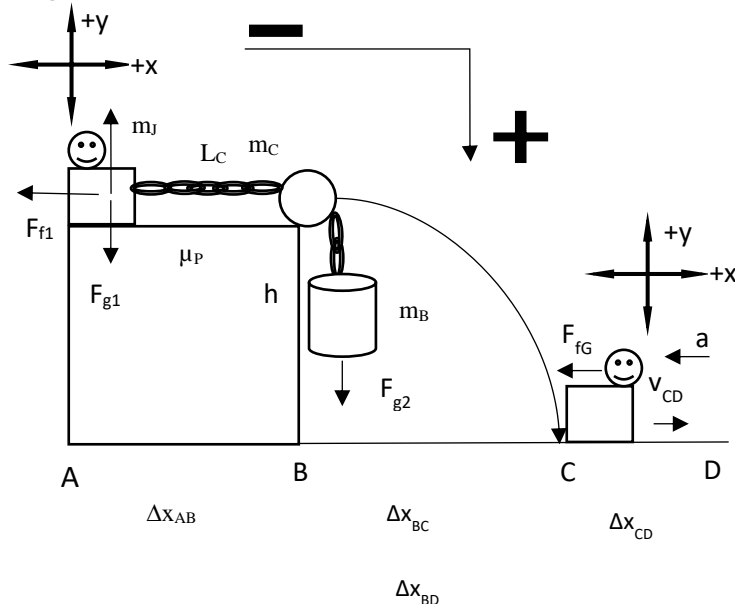 +y
+x
m_J
L_C m_C
F_f1
μ_P
F_g1
h
m_B
F_g2
+y
+x
F_fG
a
v_CD
A B C D
Δx_AB Δx_BC Δx_CD
Δx_BD